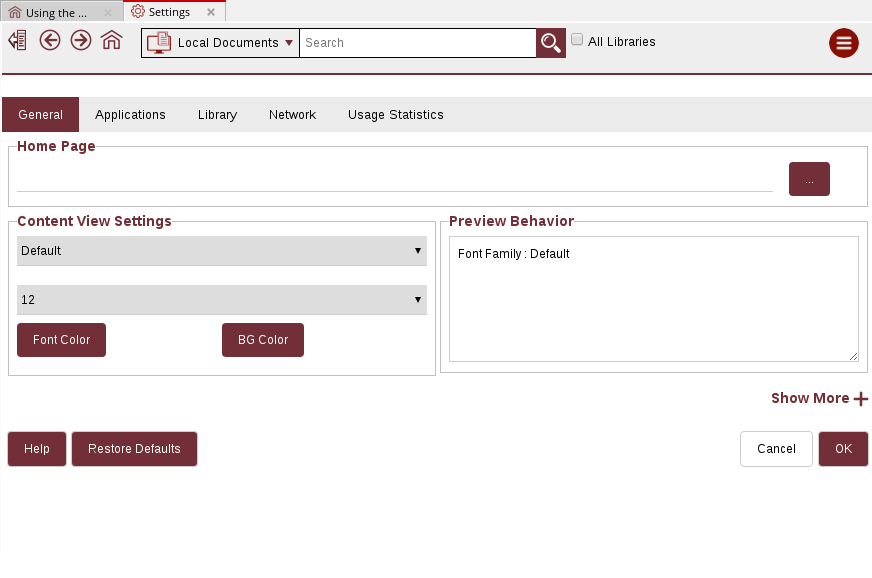 Using the ...
Settings
Local Documents
Search
All Libraries
General
Applications
Library
Network
Usage Statistics
Home Page
...
Content View Settings
Preview Behavior
Default
Font Family : Default
12
Font Color
BG Color
Show More
Help
Restore Defaults
Cancel
OK